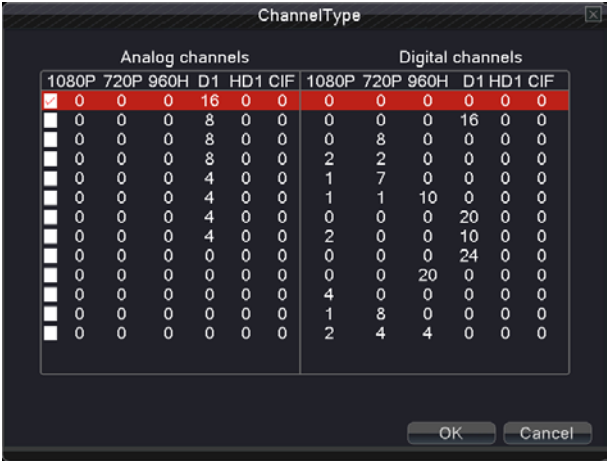 ChannelType
Analog channels Digital channels
1080P 720P 960H D1 HD1 CIF 1080P 720P 960H D1 HD1 CIF
0 0 0 16 0 0 0 0 0 0 0 0
0 0 0 8 0 0 0 0 0 16 0 0
0 0 0 8 0 0 0 8 0 0 0 0
0 0 0 8 0 0 2 2 0 0 0 0
0 0 0 4 0 0 1 7 0 0 0 0
0 0 0 4 0 0 1 1 10 0 0 0
0 0 0 4 0 0 0 0 0 20 0 0
0 0 0 4 0 0 2 0 0 10 0 0
0 0 0 0 0 0 0 0 0 24 0 0
0 0 0 0 0 0 0 0 20 0 0 0
0 0 0 0 0 0 4 0 0 0 0 0
0 0 0 0 0 0 1 8 0 0 0 0
0 0 0 0 0 0 2 4 4 0 0 0
OK Cancel